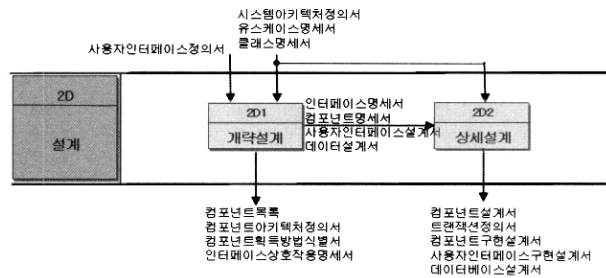 시스템아키텍처정의서
유스케이스명세서
클래스명세서
사용자인터페이스정의서
2D
설계
2D1
개략설계
인터페이스명세서
컴포넌트명세서
사용자인터페이스설계서
데이터설계서
2D2
상세설계
컴포넌트목록
컴포넌트아키텍처정의서
컴포넌트획득방법식별서
인터페이스상호작용명세서
컴포넌트설계서
트랜잭션정의서
컴포넌트구현설계서
사용자인터페이스구현설계서
데이터베이스설계서